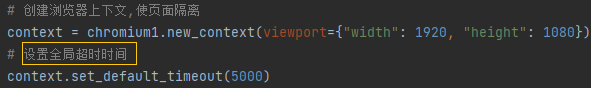 # 创建浏览器上下文,使页面隔离
context = chromium1.new_context(viewport={"width": 1920, "height": 1080})
# 设置全局超时时间
context.set_default_timeout(5000)